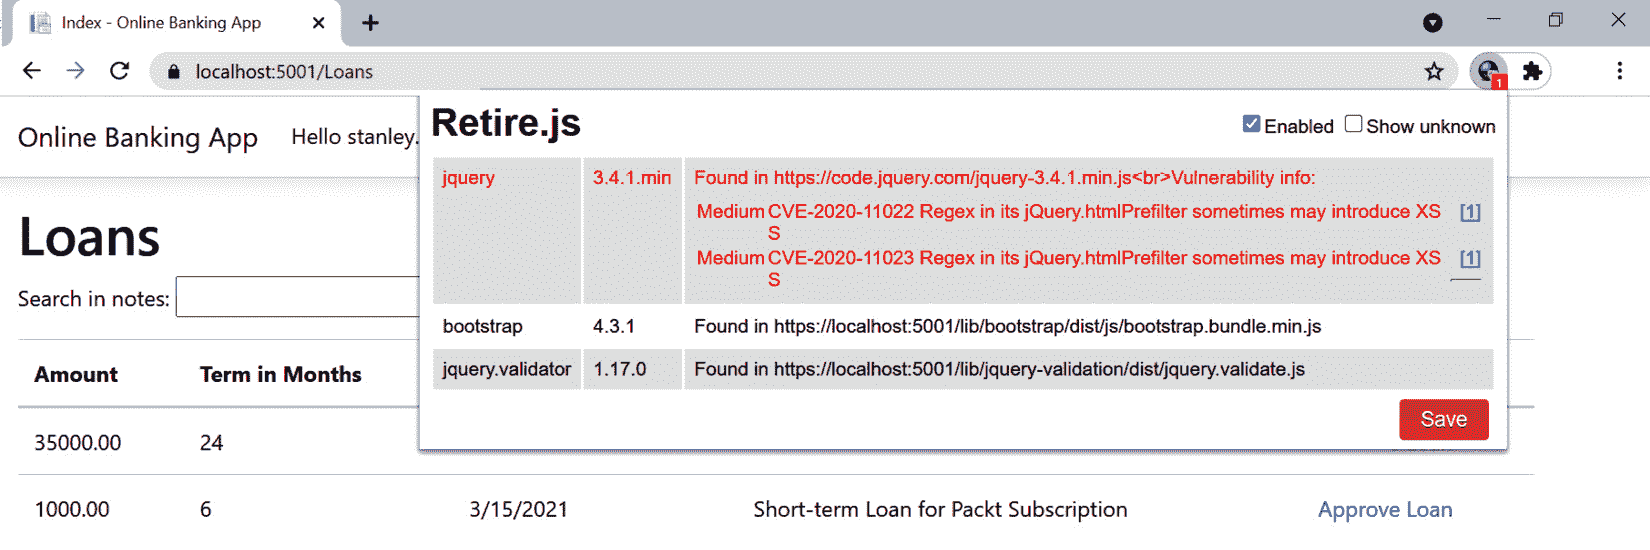 Index - Online Banking App
localhost:5001/Loans
1
Online Banking App Hello stanley.
Retire.js
Enabled Show unknown
jquery 3.4.1.min Found in https://code.jquery.com/jquery-3.4.1.min.js<br>Vulnerability info:
Medium CVE-2020-11022 Regex in its jQuery.htmlPrefilter sometimes may introduce XS [1]
S
Medium CVE-2020-11023 Regex in its jQuery.htmlPrefilter sometimes may introduce XS [1]
S
bootstrap 4.3.1 Found in https://localhost:5001/lib/bootstrap/dist/js/bootstrap.bundle.min.js
jquery.validator 1.17.0 Found in https://localhost:5001/lib/jquery-validation/dist/jquery.validate.js
Save
Loans
Search in notes:
Amount Term in Months
35000.00 24
1000.00 6 3/15/2021 Short-term Loan for Packt Subscription Approve Loan